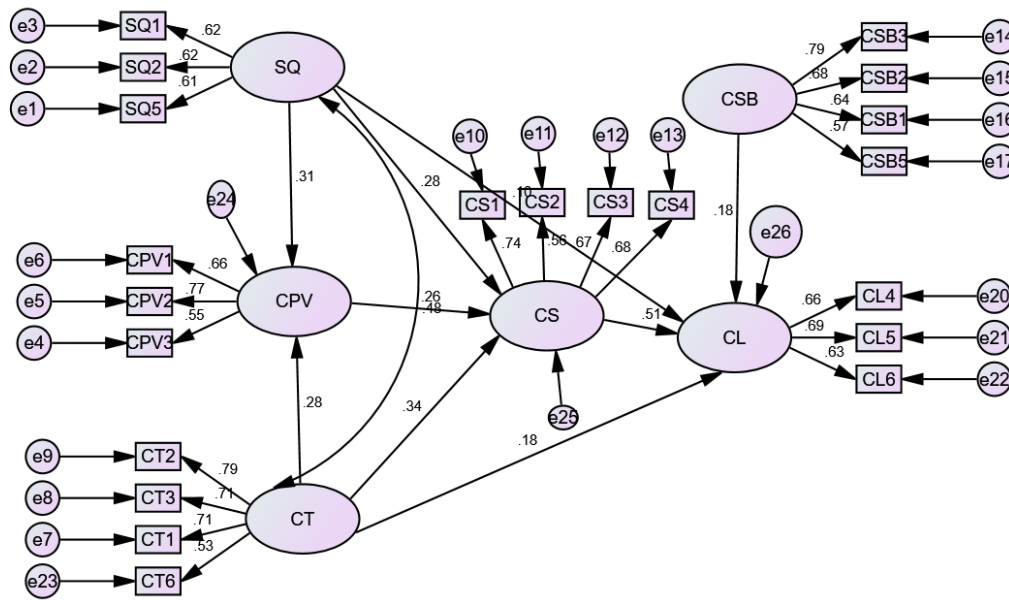 e3 SQ1 .62
e2 SQ2 .62
e1 SQ5 .61
SQ
CSB
.79 CSB3 e14
.68 CSB2 e15
.64 CSB1 e16
.57 CSB5 e17
e10 e11 e12 e13
CS1 CS2 CS3 CS4
.74 .56 .67 .68
.31 .28 .10 .18
e24
e26
e6 CPV1 .66
e5 CPV2 .77
e4 CPV3 .55
CPV
.26
.48
CS
.51
CL
.66 CL4 e20
.69 CL5 e21
.63 CL6 e22
e25
.28 .34 .18
e9 CT2 .79
e8 CT3 .71
e7 CT1 .71
e23 CT6 .53
CT